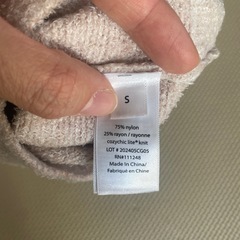 S
75% nylon
25% rayon / rayonne
cozychic lite® knit
LOT # 202405CG05
RN#111248
Made In China/
Fabriqué en Chine